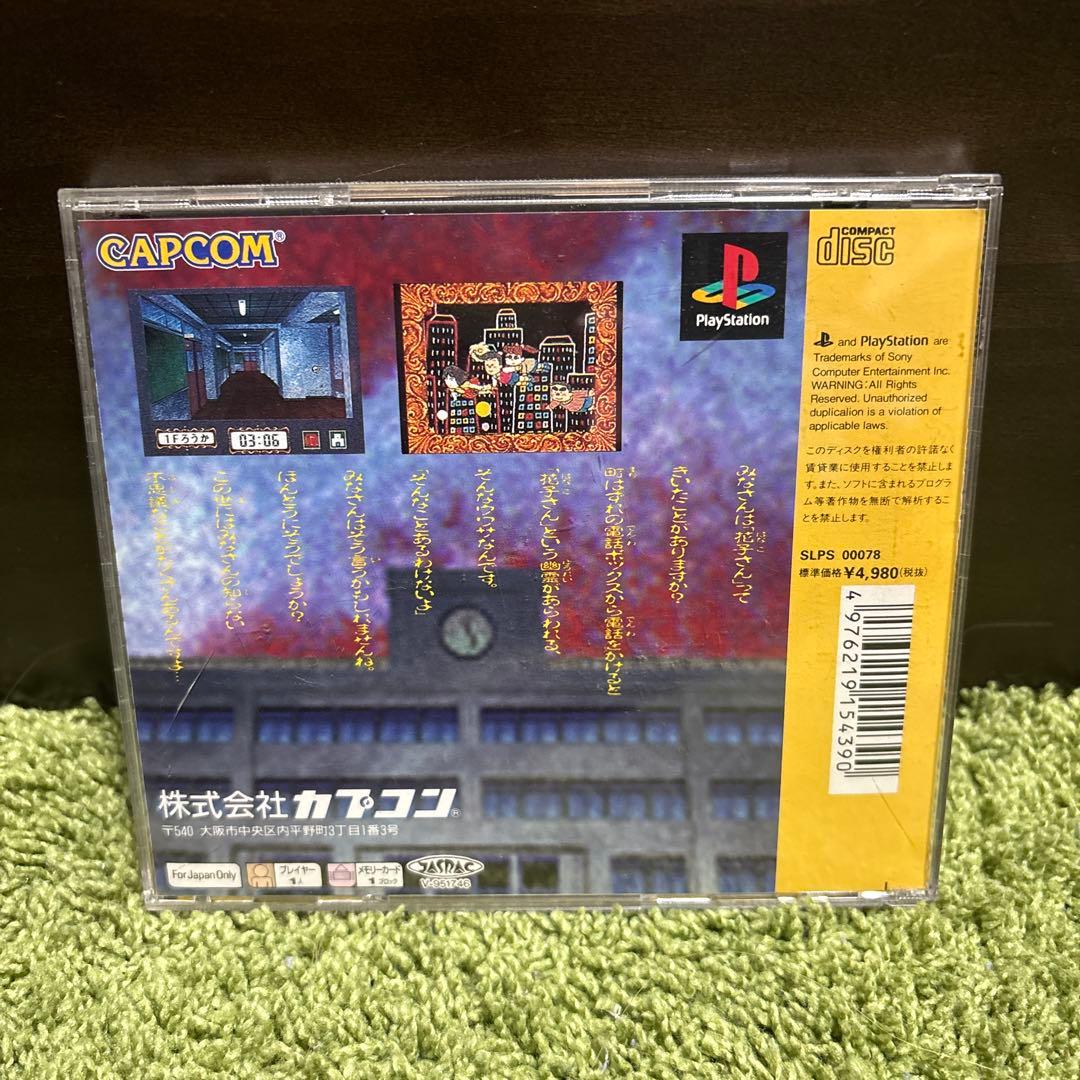 CAPCOM®
COMPACT
disc
PlayStation
1Fろうか
03:06
and PlayStation are
Trademarks of Sony
Computer Entertainment Inc.
WARNING:All Rights
Reserved. Unauthorized
duplicalion is a violation of
applicable laws.
このディスクを権利者の許諾なく
賃貸業に使用することを禁止しま
す。また、ソフトに含まれるプログラ
ム等著作物を無断で解析するこ
とを禁止します。
SLPS 00078
標準価格¥4,980(税抜)
4976219154390
みなさんは「花子さん」って
きいたことがありますか?
町はずれの電話ボックスから電話をかけると
「花子さん」という幽霊があらわれる、
そんなウワサなんです。
「そんなことあるわけないよ」
みなさんはそう言うかもしれませんね。
ほんとうにそうでしょうか?
この世にはみなさんの知らない
株式会社カプコン®
〒540 大阪市中央区内平野町3丁目1番3号
For Japan Only
プレイヤー
1人
メモリーカード
1ブロック
JASRAC
V-951746